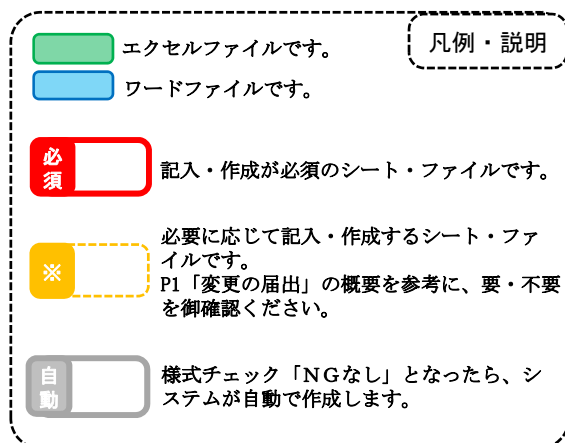 凡例・説明
エクセルファイルです。
ワードファイルです。
必
須
記入・作成が必須のシート・ファイルです。
※
必要に応じて記入・作成するシート・ファ
イルです。
P1「変更の届出」の概要を参考に、要・不要
を御確認ください。
自
動
様式チェック「ＮＧなし」となったら、シ
ステムが自動で作成します。